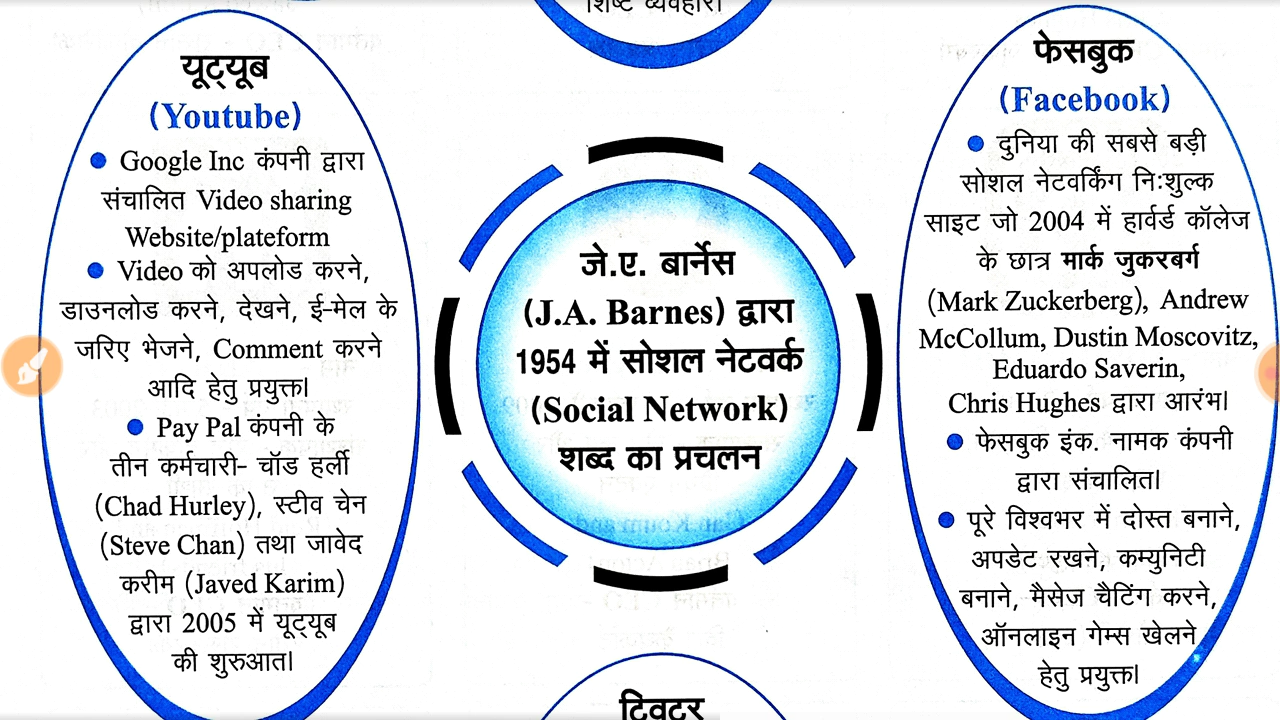 शिष्ट व्यवहार।
यूट्यूब
(Youtube)
● Google Inc कंपनी द्वारा
संचालित Video sharing
Website/plateform
● Video को अपलोड करने,
डाउनलोड करने, देखने, ई-मेल के
जरिए भेजने, Comment करने
आदि हेतु प्रयुक्त।
● Pay Pal कंपनी के
तीन कर्मचारी- चॉड हर्ली
(Chad Hurley), स्टीव चेन
(Steve Chan) तथा जावेद
करीम (Javed Karim)
द्वारा 2005 में यूट्यूब
की शुरुआत।
जे.ए. बार्नेस
(J.A. Barnes) द्वारा
1954 में सोशल नेटवर्क
(Social Network)
शब्द का प्रचलन
फेसबुक
(Facebook)
● दुनिया की सबसे बड़ी
सोशल नेटवर्किंग निःशुल्क
साइट जो 2004 में हार्वर्ड कॉलेज
के छात्र मार्क जुकरबर्ग
(Mark Zuckerberg), Andrew
McCollum, Dustin Moscovitz,
Eduardo Saverin,
Chris Hughes द्वारा आरंभ।
● फेसबुक इंक. नामक कंपनी
द्वारा संचालित।
● पूरे विश्वभर में दोस्त बनाने,
अपडेट रखने, कम्युनिटी
बनाने, मैसेज चैटिंग करने,
ऑनलाइन गेम्स खेलने
हेतु प्रयुक्त।
ट्विटर